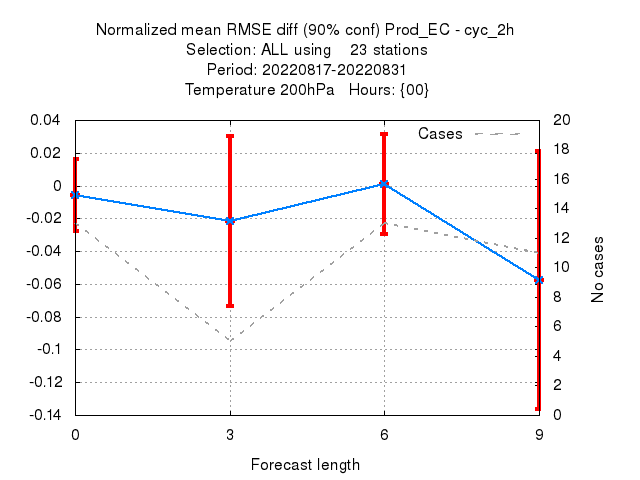 Normalized mean RMSE diff (90% conf) Prod_EC - cyc_2h
Selection: ALL using    23 stations
Period: 20220817-20220831
Temperature 200hPa   Hours: {00}
Cases
0.04
0.02
0
-0.02
-0.04
-0.06
-0.08
-0.1
-0.12
-0.14
20
18
16
14
12
10
8
6
4
2
0
No cases
0 3 6 9
Forecast length